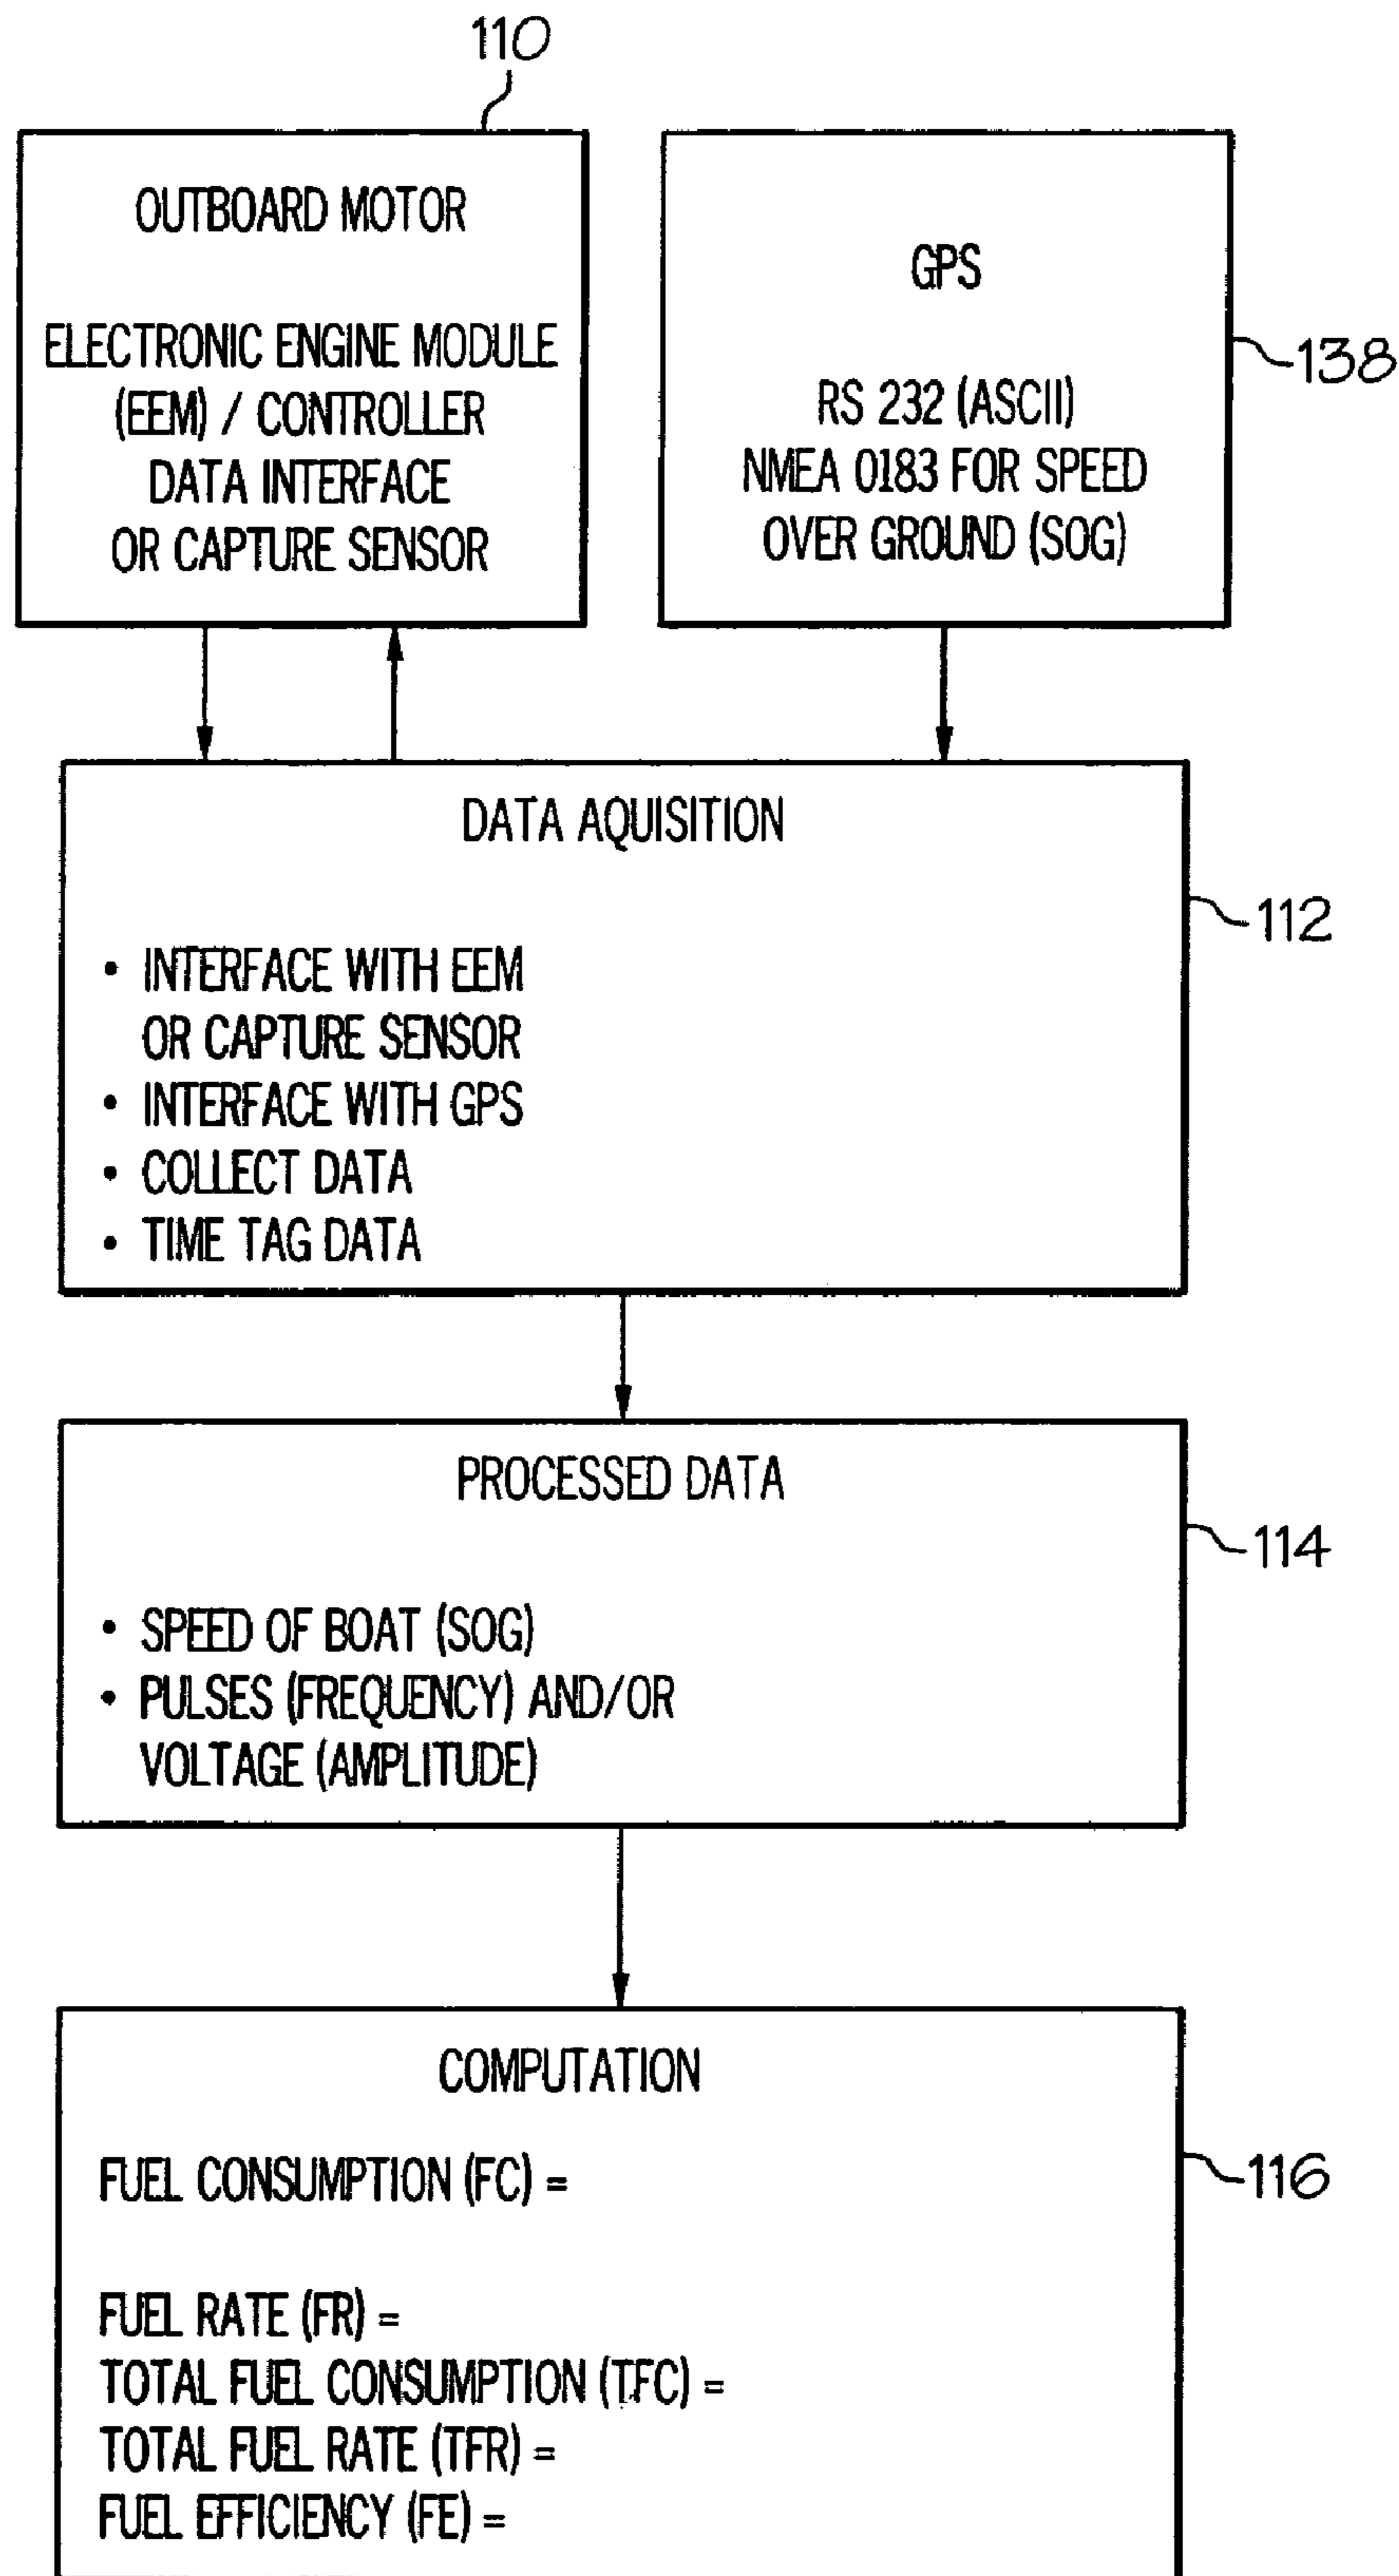 110
OUTBOARD MOTOR
ELECTRONIC ENGINE MODULE
(EEM) / CONTROLLER
DATA INTERFACE
OR CAPTURE SENSOR
GPS
RS 232 (ASCII)
NMEA 0183 FOR SPEED
OVER GROUND (SOG)
138
DATA AQUISITION
• INTERFACE WITH EEM
OR CAPTURE SENSOR
• INTERFACE WITH GPS
• COLLECT DATA
• TIME TAG DATA
112
PROCESSED DATA
• SPEED OF BOAT (SOG)
• PULSES (FREQUENCY) AND/OR
VOLTAGE (AMPLITUDE)
114
COMPUTATION
FUEL CONSUMPTION (FC) =
FUEL RATE (FR) =
TOTAL FUEL CONSUMPTION (TFC) =
TOTAL FUEL RATE (TFR) =
FUEL EFFICIENCY (FE) =
116